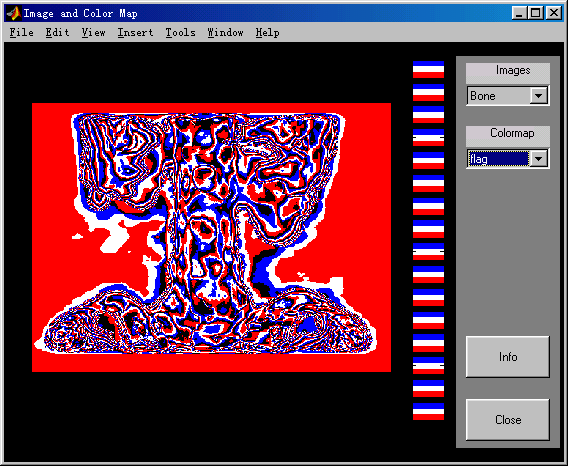 Image and Color Map
File Edit View Insert Tools Window Help
Images
Bone
Colormap
flag
Info
Close